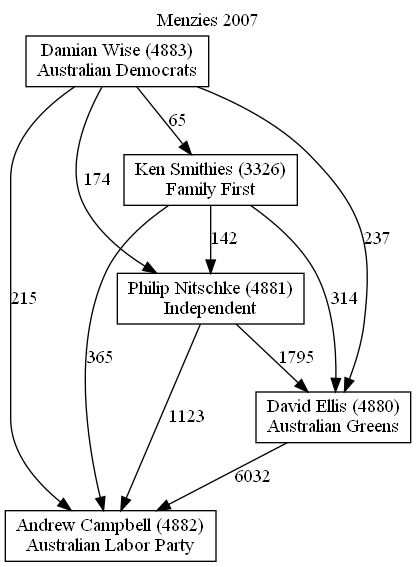 Menzies 2007
Damian Wise (4883)
Australian Democrats
65
Ken Smithies (3326)
Family First
174
142
237
Philip Nitschke (4881)
Independent
215
314
365
1795
David Ellis (4880)
Australian Greens
1123
6032
Andrew Campbell (4882)
Australian Labor Party